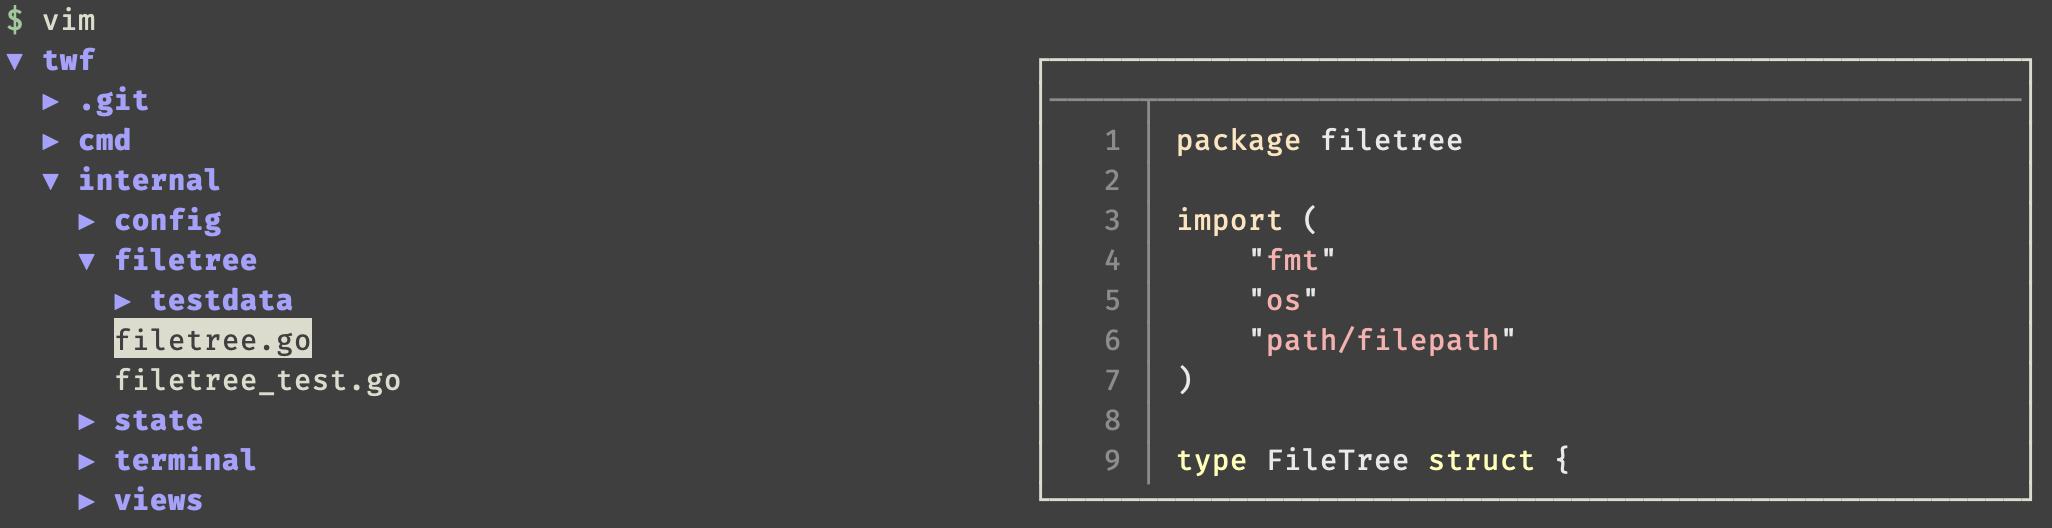 $ vim
▼ twf
▶ .git
▶ cmd
▼ internal
▶ config
▼ filetree
▶ testdata
filetree.go
filetree_test.go
▶ state
▶ terminal
▶ views
1 package filetree
2
3 import (
4 "fmt"
5 "os"
6 "path/filepath"
7 )
8
9 type FileTree struct {